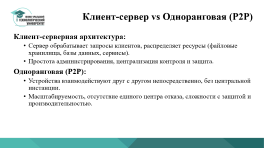 Клиент-сервер vs Одноранговая (P2P)
Клиент-серверная архитектура:
• Сервер обрабатывает запросы клиентов, распределяет ресурсы (файловые
хранилища, базы данных, сервисы).
• Простота администрирования, централизация контроля и защита.
Одноранговая (P2P):
• Устройства взаимодействуют друг с другом непосредственно, без центральной
инстанции.
• Масштабируемость, отсутствие единого центра отказа, сложности с защитой и
производительностью.